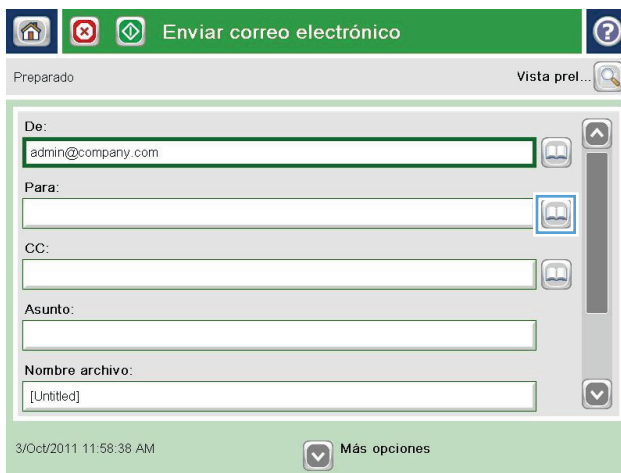 Enviar correo electrónico
Preparado
Vista prel...
De:
admin@company.com
Para:
CC:
Asunto:
Nombre archivo:
[Untitled]
3/Oct/2011 11:58:38 AM
Más opciones